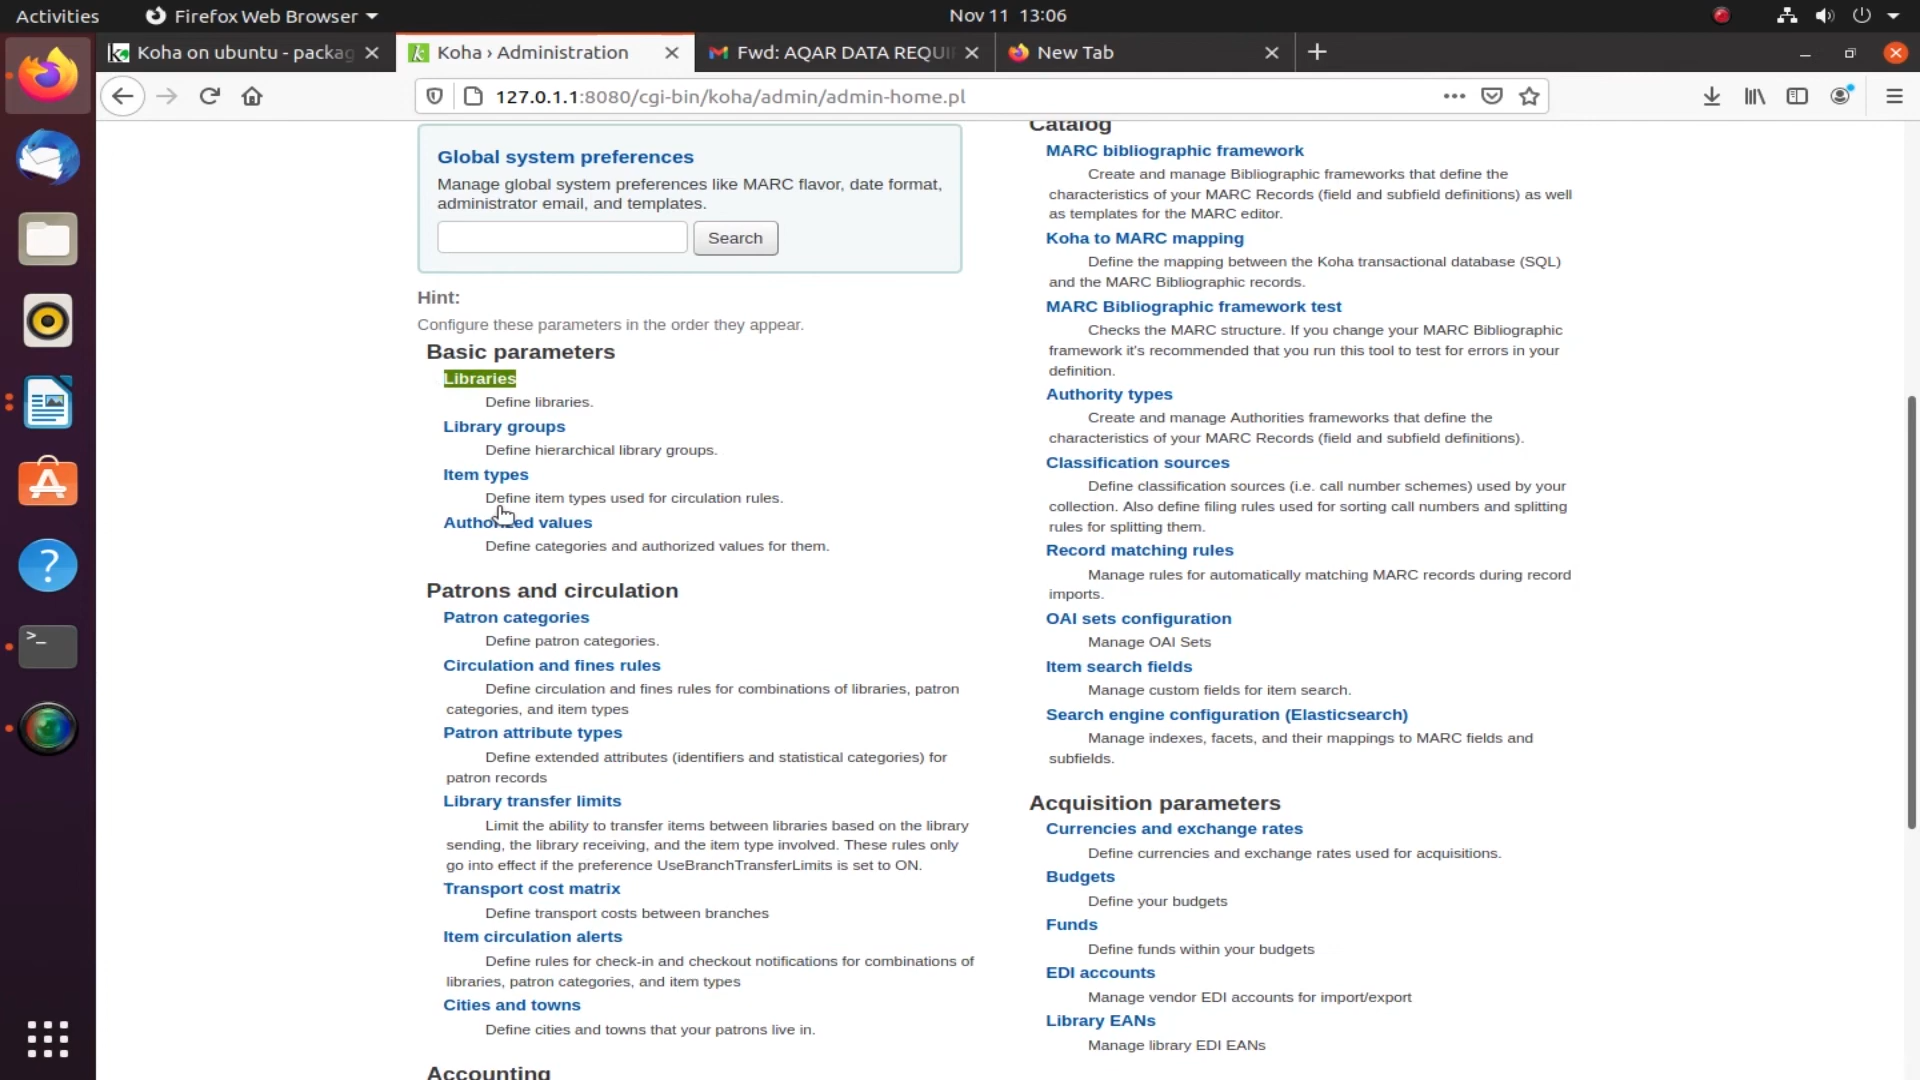 Activities
Firefox Web Browser
Nov 11 13:06
Koha on ubuntu - packag
Koha › Administration
Fwd: AQAR DATA REQUI
New Tab
127.0.1.1:8080/cgi-bin/koha/admin/admin-home.pl
Global system preferences
Manage global system preferences like MARC flavor, date format,
administrator email, and templates.
Search
Hint:
Configure these parameters in the order they appear.
Basic parameters
Libraries
Define libraries.
Library groups
Define hierarchical library groups.
Item types
Define item types used for circulation rules.
Authorized values
Define categories and authorized values for them.
Patrons and circulation
Patron categories
Define patron categories.
Circulation and fines rules
Define circulation and fines rules for combinations of libraries, patron
categories, and item types
Patron attribute types
Define extended attributes (identifiers and statistical categories) for
patron records
Library transfer limits
Limit the ability to transfer items between libraries based on the library
sending, the library receiving, and the item type involved. These rules only
go into effect if the preference UseBranchTransferLimits is set to ON.
Transport cost matrix
Define transport costs between branches
Item circulation alerts
Define rules for check-in and checkout notifications for combinations of
libraries, patron categories, and item types
Cities and towns
Define cities and towns that your patrons live in.
Accounting
Catalog
MARC bibliographic framework
Create and manage Bibliographic frameworks that define the
characteristics of your MARC Records (field and subfield definitions) as well
as templates for the MARC editor.
Koha to MARC mapping
Define the mapping between the Koha transactional database (SQL)
and the MARC Bibliographic records.
MARC Bibliographic framework test
Checks the MARC structure. If you change your MARC Bibliographic
framework it's recommended that you run this tool to test for errors in your
definition.
Authority types
Create and manage Authorities frameworks that define the
characteristics of your MARC Records (field and subfield definitions).
Classification sources
Define classification sources (i.e. call number schemes) used by your
collection. Also define filing rules used for sorting call numbers and splitting
rules for splitting them.
Record matching rules
Manage rules for automatically matching MARC records during record
imports.
OAI sets configuration
Manage OAI Sets
Item search fields
Manage custom fields for item search.
Search engine configuration (Elasticsearch)
Manage indexes, facets, and their mappings to MARC fields and
subfields.
Acquisition parameters
Currencies and exchange rates
Define currencies and exchange rates used for acquisitions.
Budgets
Define your budgets
Funds
Define funds within your budgets
EDI accounts
Manage vendor EDI accounts for import/export
Library EANs
Manage library EDI EANs